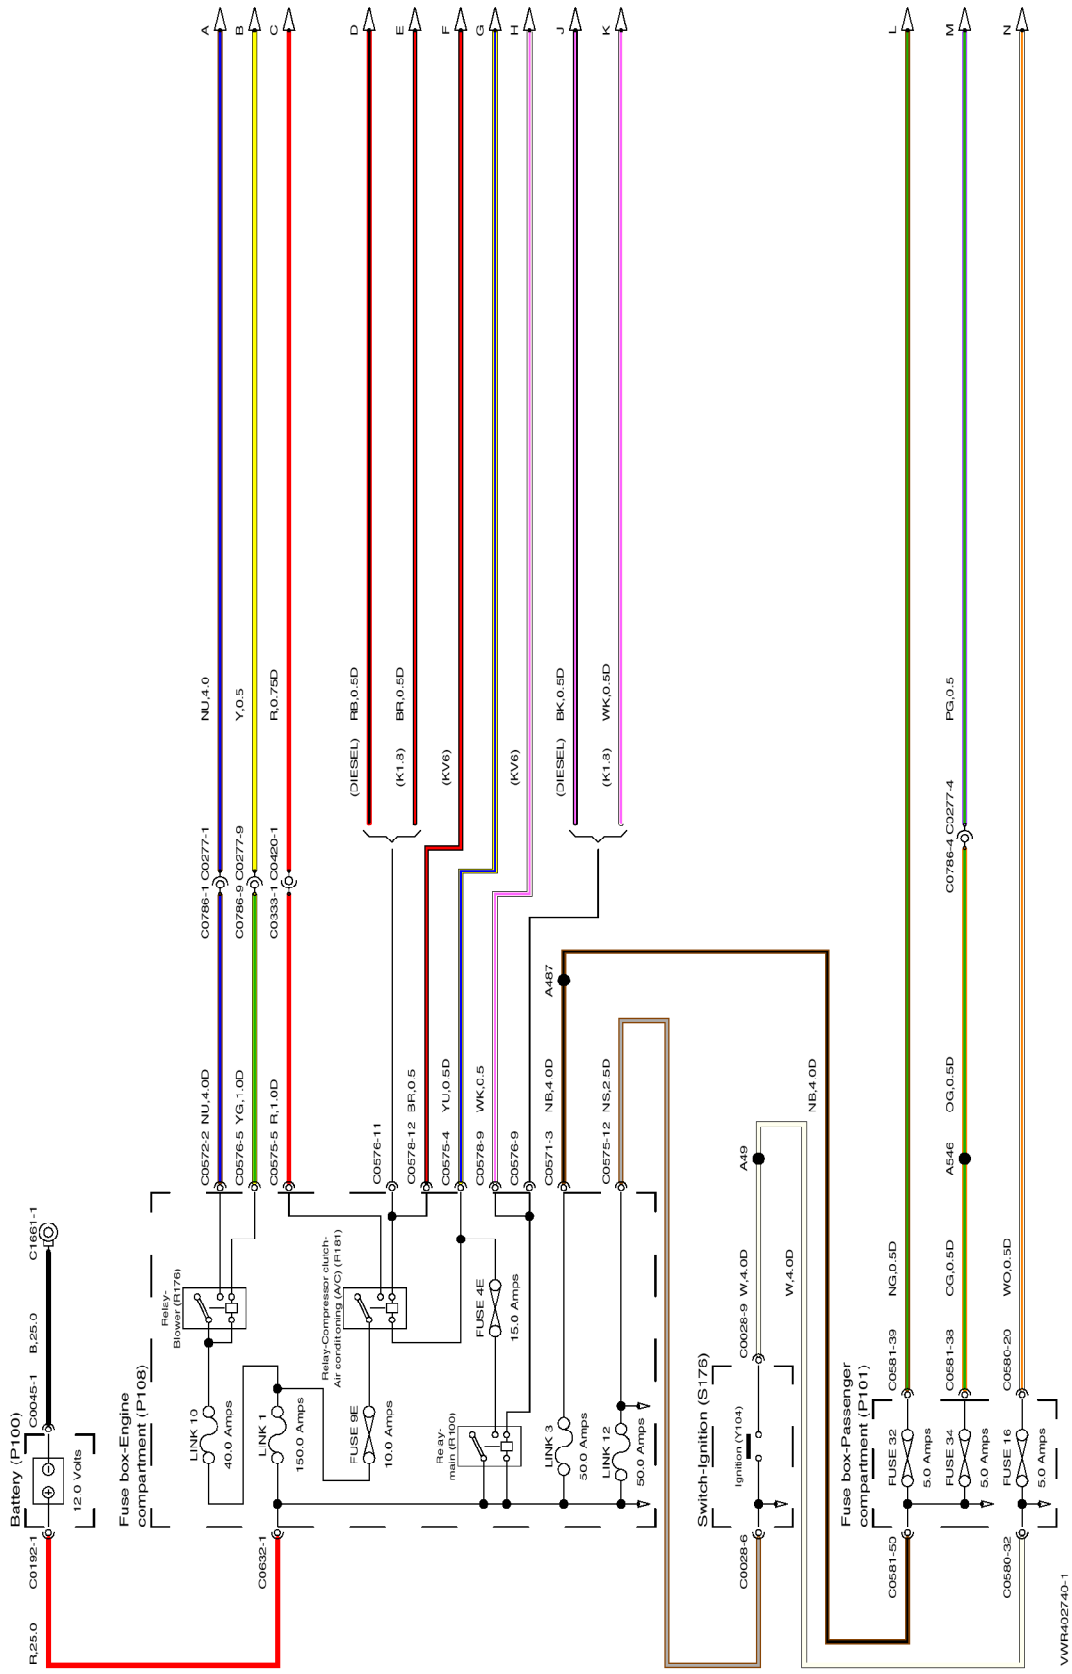 A
B
C
D
E
F
G
H
J
K
L
M
N
NU,4.0
Y,0.5
R,0.75D
(DIESEL) RB,0.5D
(K1.8) BR,0.5D
(KV6)
(KV6)
(DIESEL) BK,0.5D
(K1.8) WK,0.5D
PG,0.5
C0786-1 C0277-1
C0786-9 C0277-9
C0333-1 C0420-1
C0786-4 C0277-4
A487
C0572-2 NU,4.0D
C0576-5 YG,1.0D
C0575-5 R,1.0D
C0576-11
C0578-12 BR,0.5
C0575-4 YU,0.5D
C0578-9 WK,0.5
C0576-9
C0571-3 NB,4.0D
C0575-12 NS,2.5D
A49
NB,4.0D
A546
OG,0.5D
Battery (P100)
12.0 Volts
C0045-1
B,25.0
C1661-1
C0192-1
R,25.0
Fuse box-Engine
compartment (P108)
C0632-1
Relay-
Blower (R176)
LINK 10
40.0 Amps
LINK 1
150.0 Amps
Relay-Compressor clutch-
Air conditoning (A/C) (R181)
FUSE 9E
10.0 Amps
FUSE 4E
15.0 Amps
Relay-
main (R100)
LINK 3
50.0 Amps
LINK 12
50.0 Amps
Switch-Ignition (S176)
Ignition (Y104)
C0028-6
C0028-9 W,4.0D
W,4.0D
Fuse box-Passenger
compartment (P101)
C0581-39 NG,0.5D
C0581-38 OG,0.5D
C0580-20 WO,0.5D
FUSE 32
5.0 Amps
FUSE 34
5.0 Amps
FUSE 16
5.0 Amps
C0581-50
C0580-32
VWR402740-1